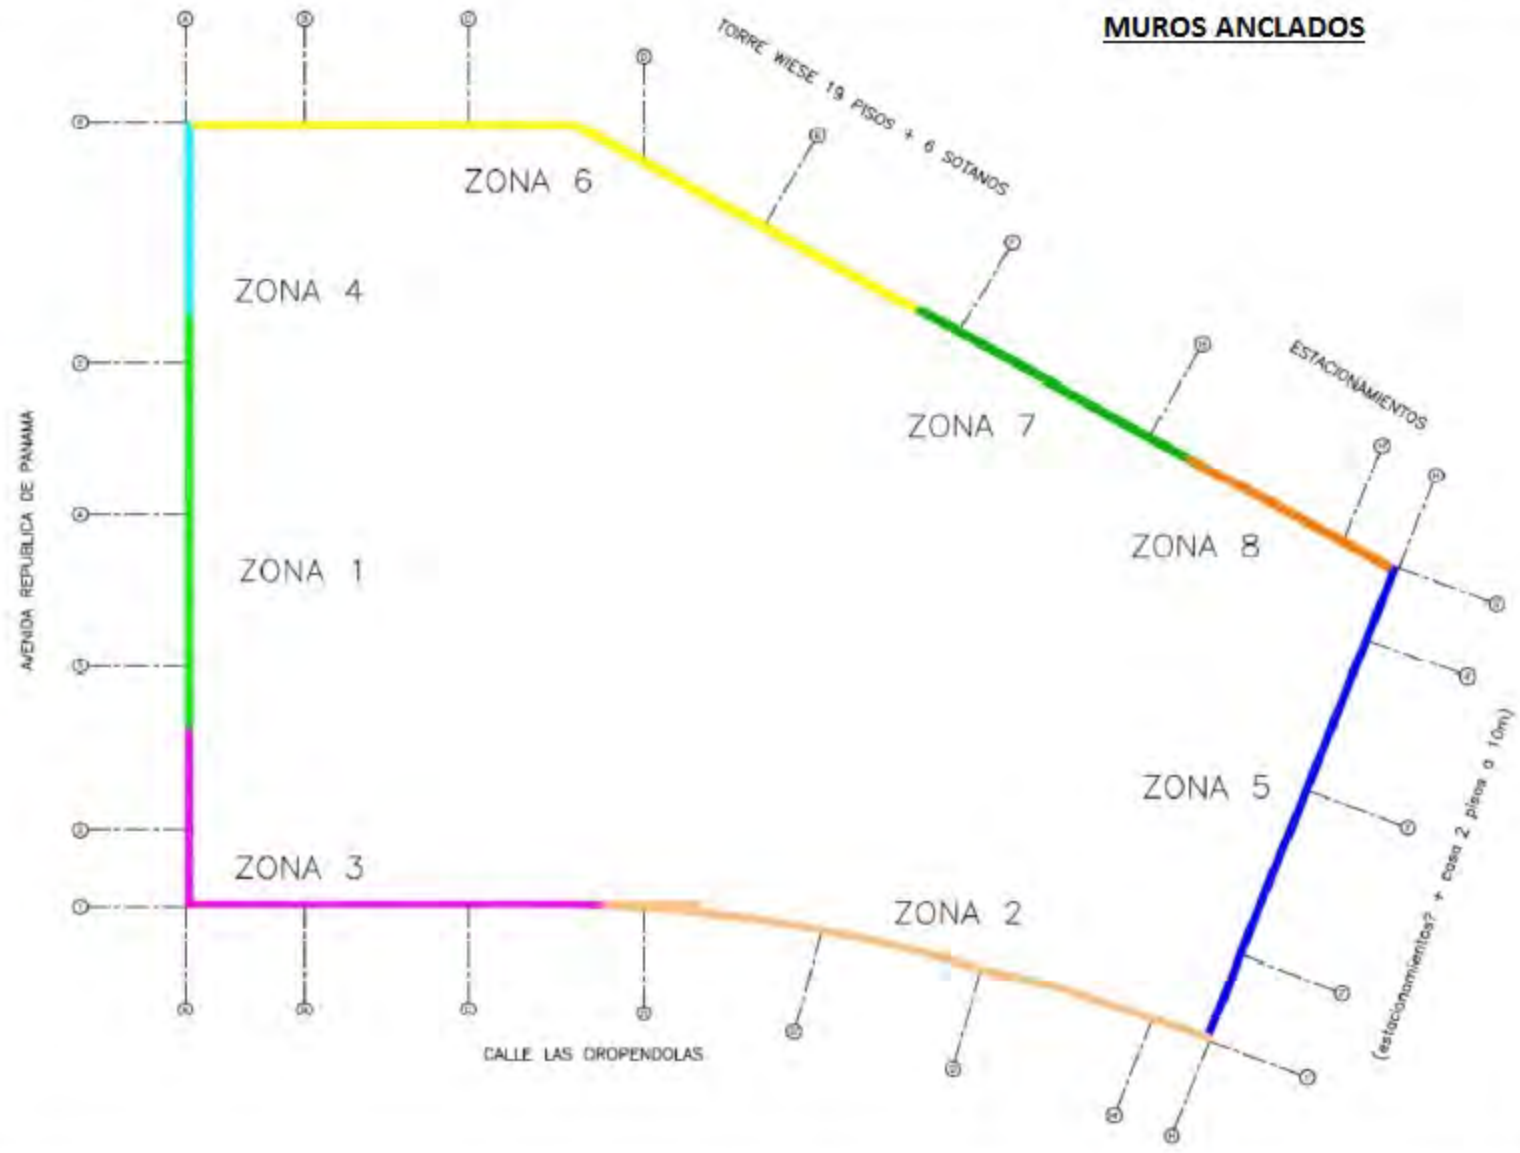 MUROS ANCLADOS
TORRE WIESE 19 PISOS + 6 SOTANOS
ZONA 6
ZONA 4
ESTACIONAMIENTOS
ZONA 7
AVENIDA REPUBLICA DE PANAMA
ZONA 8
ZONA 1
ZONA 5
(estacionamientos? + casa 2 pisos a 10m)
ZONA 3
ZONA 2
CALLE LAS OROPENDOLAS